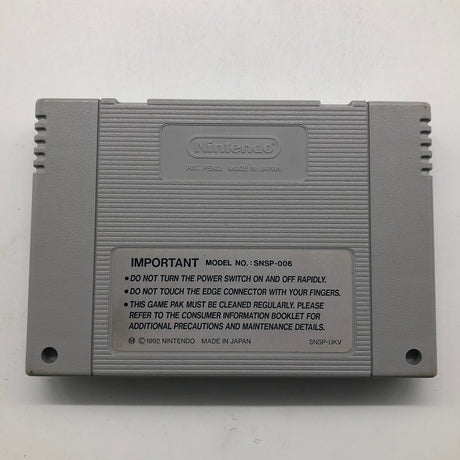 Nintendo
PAT. PEND. MADE IN JAPAN
IMPORTANT MODEL NO.: SNSP-006
• DO NOT TURN THE POWER SWITCH ON AND OFF RAPIDLY.
• DO NOT TOUCH THE EDGE CONNECTOR WITH YOUR FINGERS.
• THIS GAME PAK MUST BE CLEANED REGULARLY. PLEASE
REFER TO THE CONSUMER INFORMATION BOOKLET FOR
ADDITIONAL PRECAUTIONS AND MAINTENANCE DETAILS.
Ⓜ ©1992 NINTENDO MADE IN JAPAN SNSP-UKV